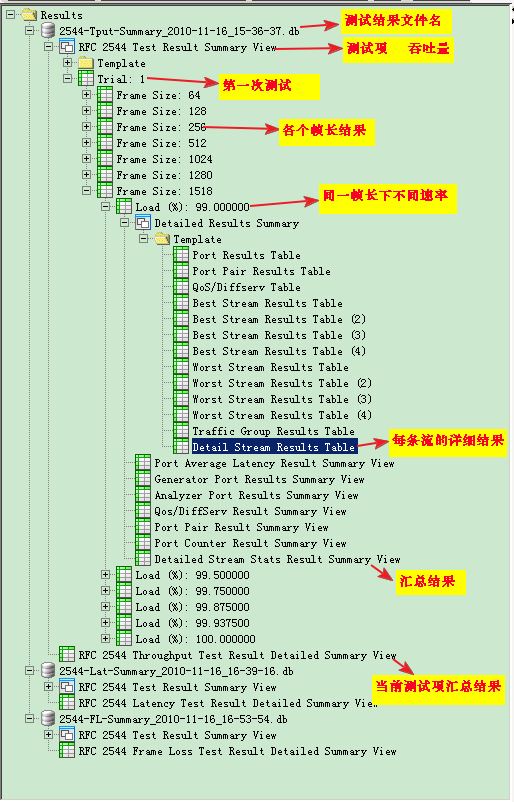 Results
2544-Tput-Summary_2010-11-16_15-36-37.db
测试结果文件名
RFC 2544 Test Result Summary View
测试项 吞吐量
Template
Trial: 1
第一次测试
Frame Size: 64
Frame Size: 128
Frame Size: 256
各个帧长结果
Frame Size: 512
Frame Size: 1024
Frame Size: 1280
Frame Size: 1518
Load (%): 99.000000
同一帧长下不同速率
Detailed Results Summary
Template
Port Results Table
Port Pair Results Table
QoS/Diffserv Table
Best Stream Results Table
Best Stream Results Table (2)
Best Stream Results Table (3)
Best Stream Results Table (4)
Worst Stream Results Table
Worst Stream Results Table (2)
Worst Stream Results Table (3)
Worst Stream Results Table (4)
Traffic Group Results Table
Detail Stream Results Table
每条流的详细结果
Port Average Latency Result Summary View
Generator Port Results Summary View
Analyzer Port Results Summary View
Qos/DiffServ Result Summary View
Port Pair Result Summary View
Port Counter Result Summary View
Detailed Stream Stats Result Summary View
汇总结果
Load (%): 99.500000
Load (%): 99.750000
Load (%): 99.875000
Load (%): 99.937500
Load (%): 100.000000
RFC 2544 Throughput Test Result Detailed Summary View
当前测试项汇总结果
2544-Lat-Summary_2010-11-16_16-39-16.db
RFC 2544 Test Result Summary View
RFC 2544 Latency Test Result Detailed Summary View
2544-FL-Summary_2010-11-16_16-53-54.db
RFC 2544 Test Result Summary View
RFC 2544 Frame Loss Test Result Detailed Summary View